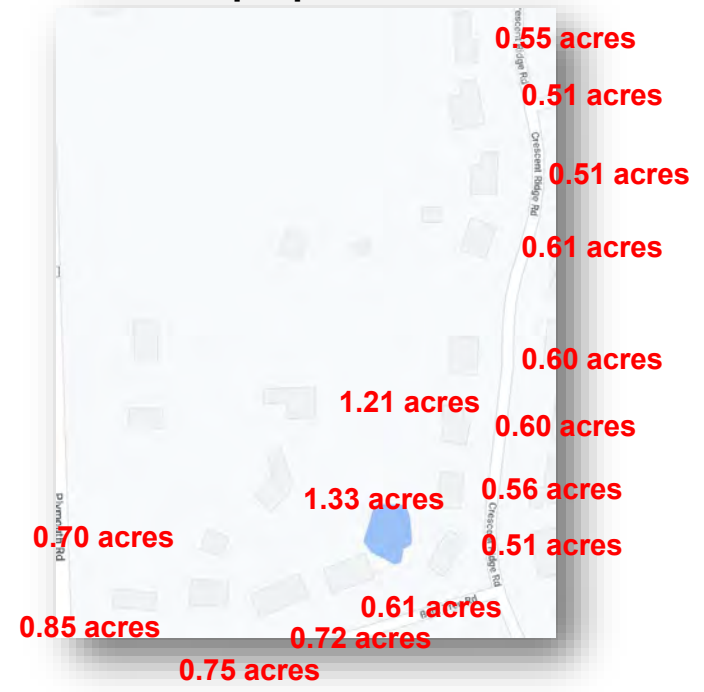 0.55 acres
Crescent Ridge Rd
0.51 acres
Crescent Ridge Rd
0.51 acres
0.61 acres
0.60 acres
1.21 acres
0.60 acres
0.56 acres
1.33 acres
Plymouth Rd
0.70 acres
Crescent Ridge Rd
0.51 acres
0.61 acres
Rd
0.85 acres
0.72 acres
0.75 acres